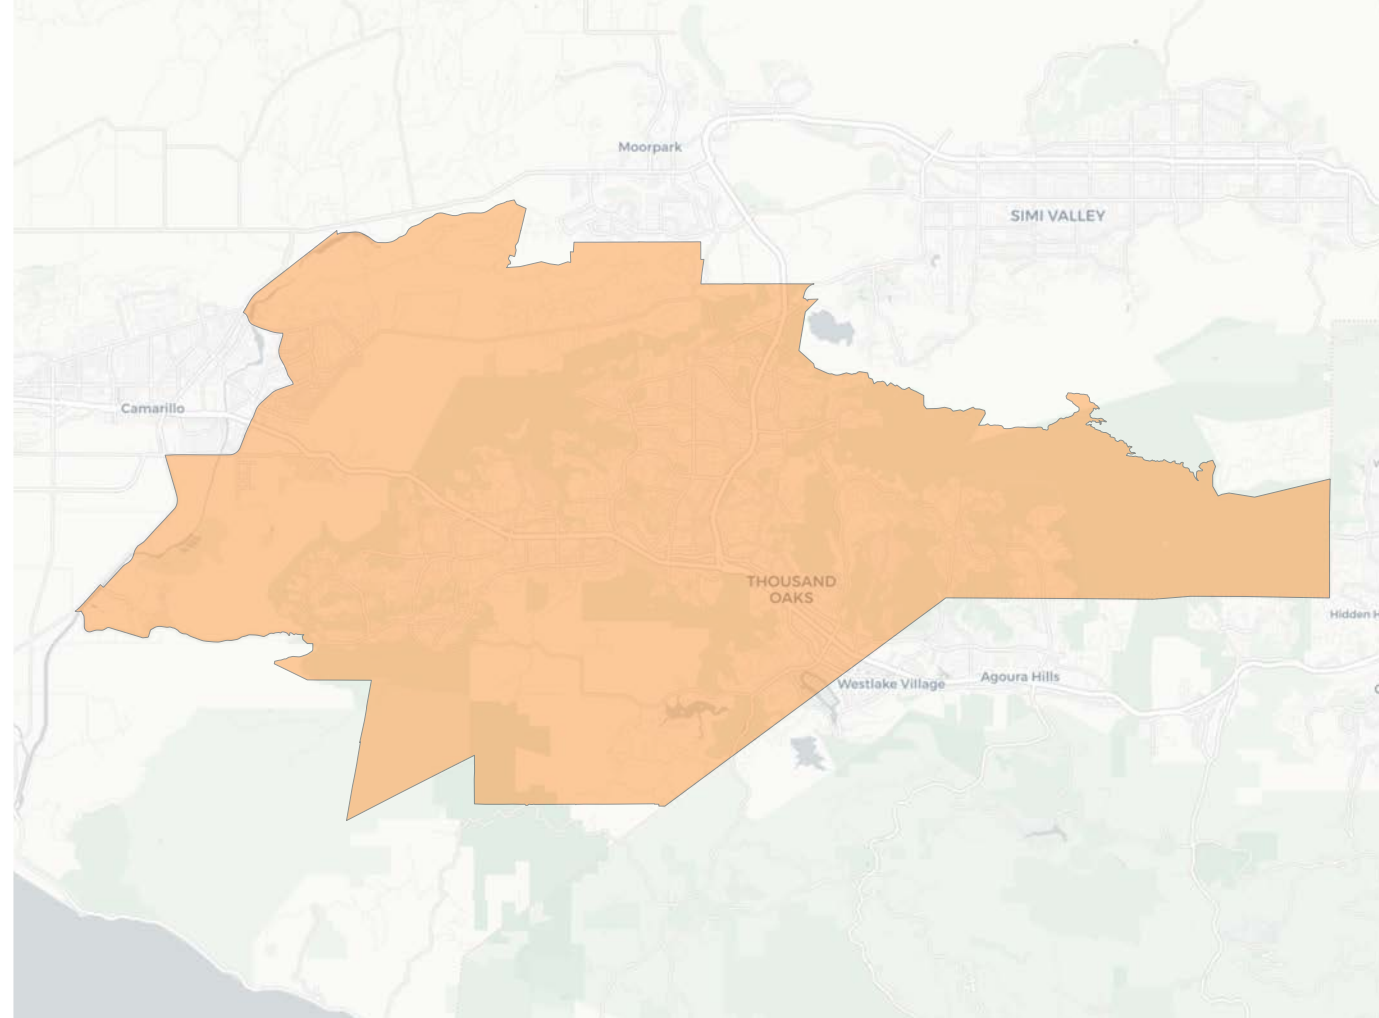 Moorpark
SIMI VALLEY
Camarillo
THOUSAND
OAKS
Hidden H
Westlake Village
Agoura Hills